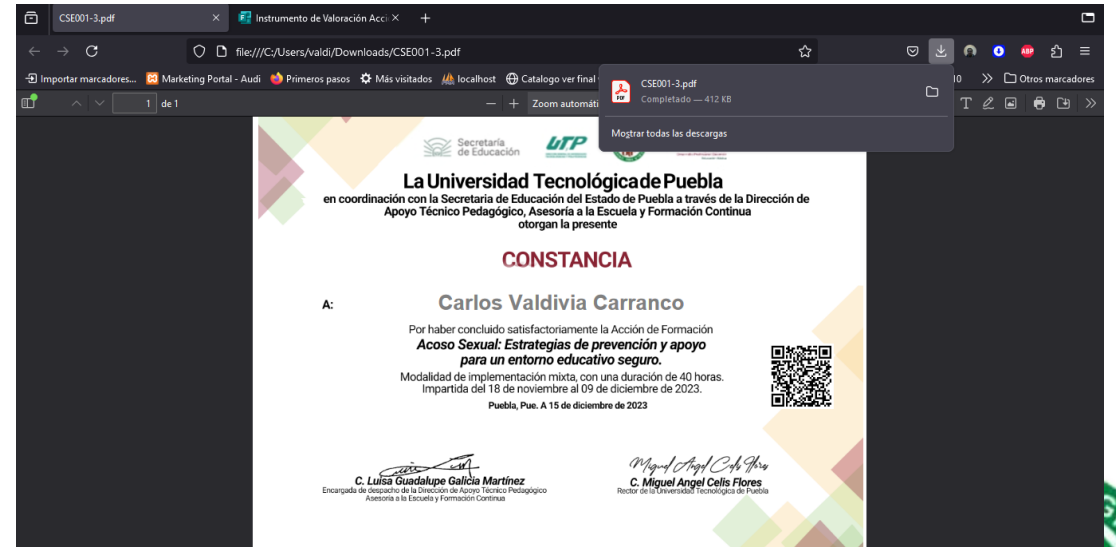 CSE001-3.pdf
Instrumento de Valoración Acci
file:///C:/Users/valdi/Downloads/CSE001-3.pdf
Importar marcadores...
Marketing Portal - Audi
Primeros pasos
Más visitados
localhost
Catalogo ver final
Otros marcadores
1 de 1
Zoom automáti
CSE001-3.pdf
Completado — 412 KB
Mostrar todas las descargas
Secretaría
de Educación
UTP
La Universidad Tecnológica de Puebla
en coordinación con la Secretaria de Educación del Estado de Puebla a través de la Dirección de
Apoyo Técnico Pedagógico, Asesoría a la Escuela y Formación Continua
otorgan la presente
CONSTANCIA
A: Carlos Valdivia Carranco
Por haber concluido satisfactoriamente la Acción de Formación
Acoso Sexual: Estrategias de prevención y apoyo
para un entorno educativo seguro.
Modalidad de implementación mixta, con una duración de 40 horas.
Impartida del 18 de noviembre al 09 de diciembre de 2023.
Puebla, Pue. A 15 de diciembre de 2023
C. Luisa Guadalupe Galicia Martínez
Encargada de despacho de la Dirección de Apoyo Técnico Pedagógico
Asesoría a la Escuela y Formación Continua
Miguel Angel Celis Flores
C. Miguel Angel Celis Flores
Rector de la Universidad Tecnológica de Puebla